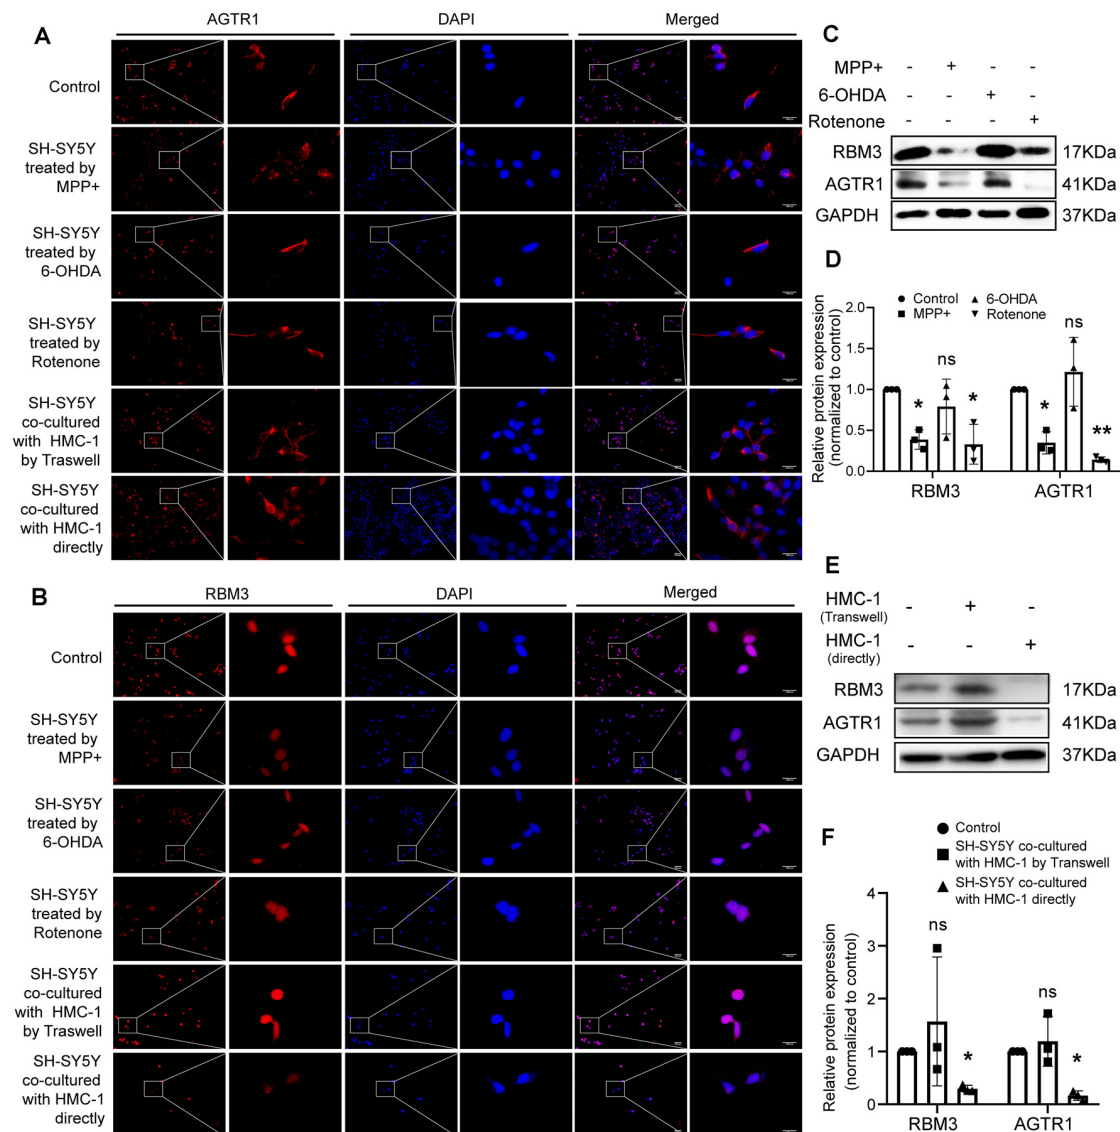 A
AGTR1 DAPI Merged
Control
SH-SY5Y
treated by
MPP+
SH-SY5Y
treated by
6-OHDA
SH-SY5Y
treated by
Rotenone
SH-SY5Y
co-cultured
with HMC-1
by Traswell
SH-SY5Y
co-cultured
with HMC-1
directly
B
RBM3 DAPI Merged
Control
SH-SY5Y
treated by
MPP+
SH-SY5Y
treated by
6-OHDA
SH-SY5Y
treated by
Rotenone
SH-SY5Y
co-cultured
with HMC-1
by Traswell
SH-SY5Y
co-cultured
with HMC-1
directly
C
MPP+ - + - -
6-OHDA - - + -
Rotenone - - - +
RBM3 17KDa
AGTR1 41KDa
GAPDH 37KDa
D
Relative protein expression
(normalized to control)
2.0
1.5
1.0
0.5
0.0
Control 6-OHDA
MPP+ Rotenone
* ns * * ns **
RBM3 AGTR1
E
HMC-1 - + -
(Transwell)
HMC-1 - - +
(directly)
RBM3 17KDa
AGTR1 41KDa
GAPDH 37KDa
F
Control
SH-SY5Y co-cultured
with HMC-1 by Transwell
SH-SY5Y co-cultured
with HMC-1 directly
Relative protein expression
(normalized to control)
4
3
2
1
0
ns * ns *
RBM3 AGTR1